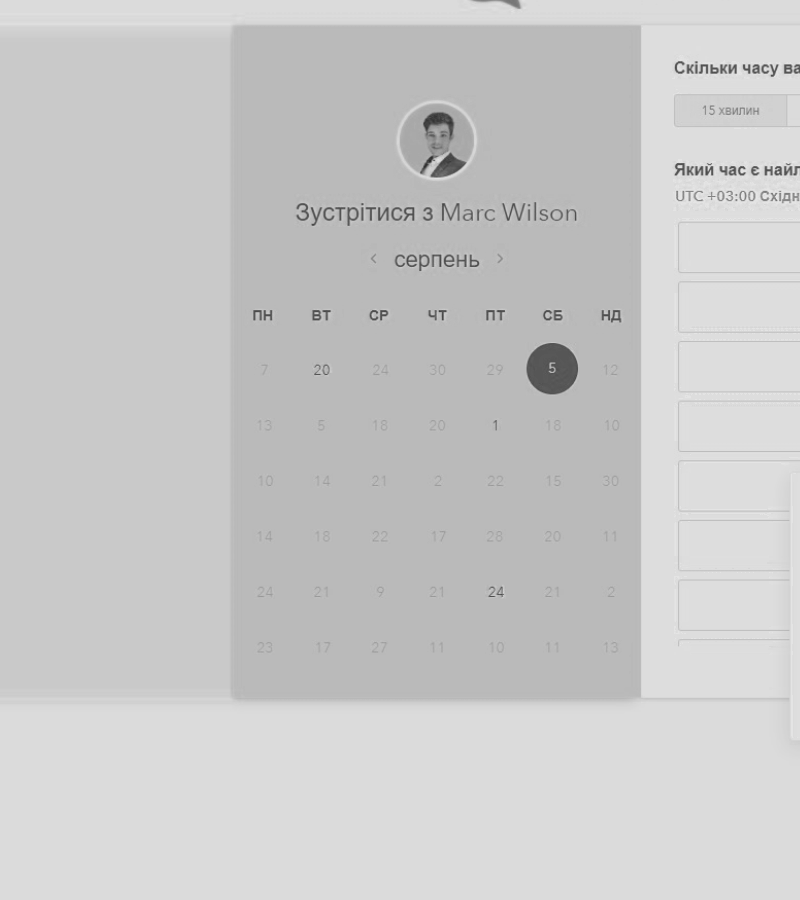 Зустрітися з Marc Wilson
‹ серпень ›
ПН ВТ СР ЧТ ПТ СБ НД
7 20 24 30 29 5 12
13 5 18 20 1 18 10
10 14 21 2 22 15 30
14 18 22 17 28 20 11
24 21 9 21 24 21 2
23 17 27 11 10 11 13
Скільки часу ва
15 хвилин
Який час є найл
UTC +03:00 Східн